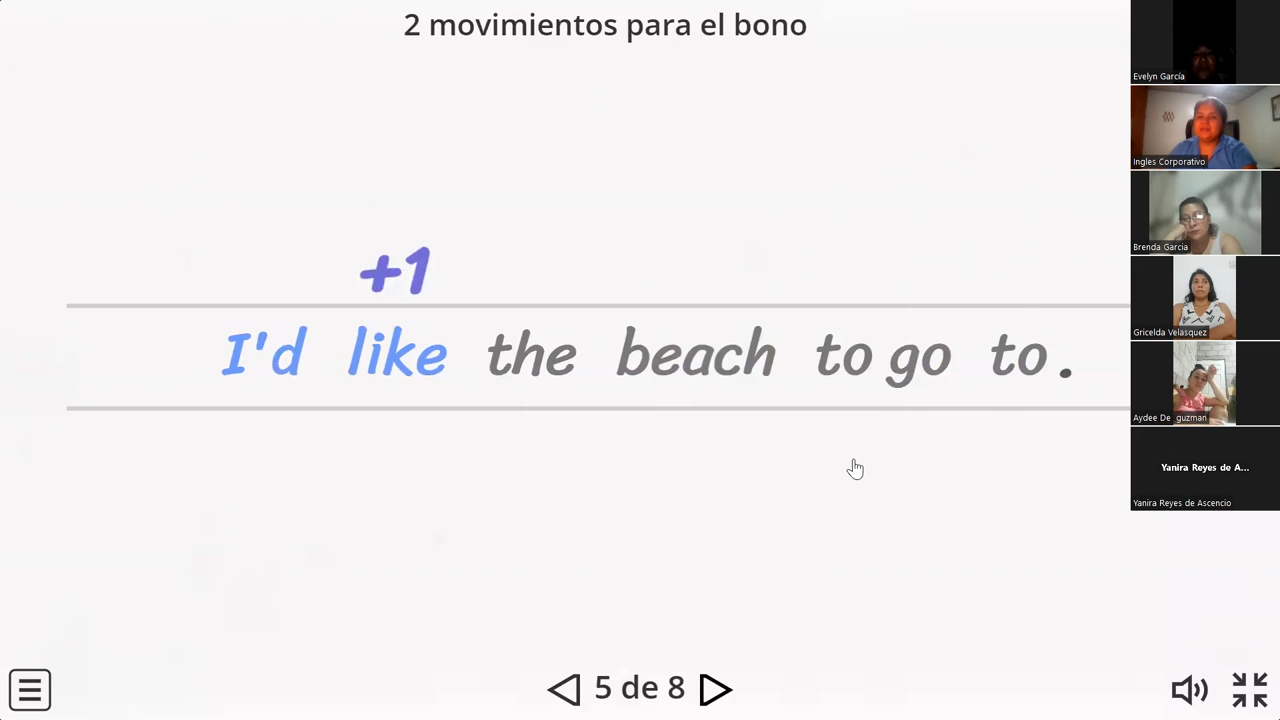 2 movimientos para el bono
+1
I'd like the beach to go to.
5 de 8
Evelyn García
Ingles Corporativo
Brenda Garcia
Gricelda Velasquez
Aydee De guzman
Yanira Reyes de A...
Yanira Reyes de Ascencio